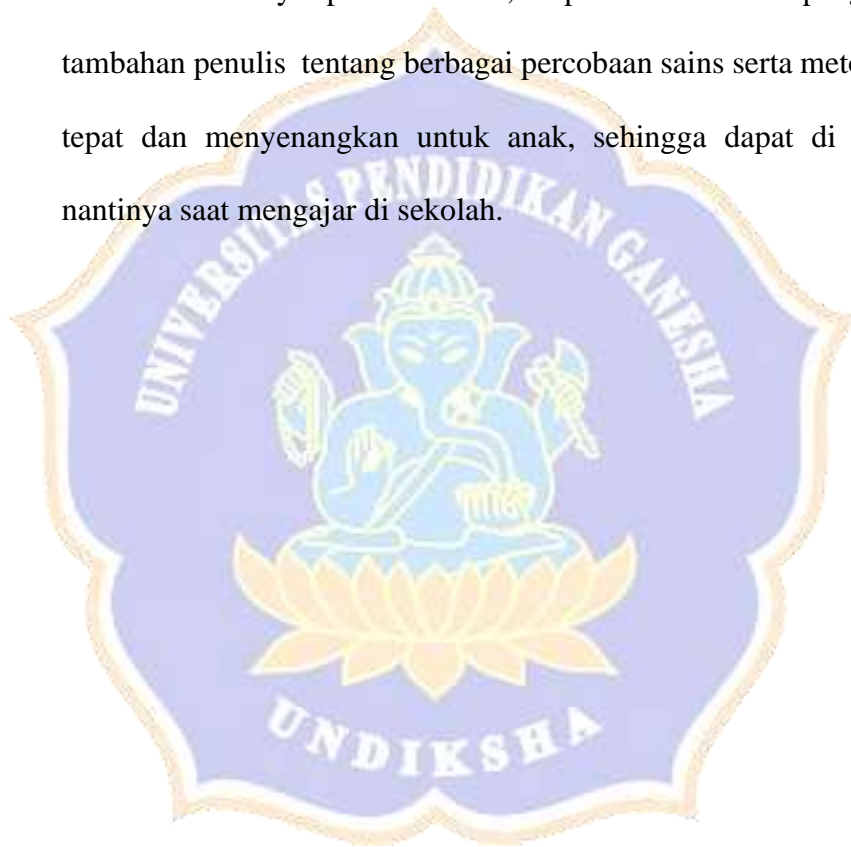 tambahan penulis tentang berbagai percobaan sains serta
tepat dan menyenangkan untuk anak, sehingga dapat di
nantinya saat mengajar di sekolah.
UNIVERSITAS PENDIDIKAN GANESHA
UNDIKSHA